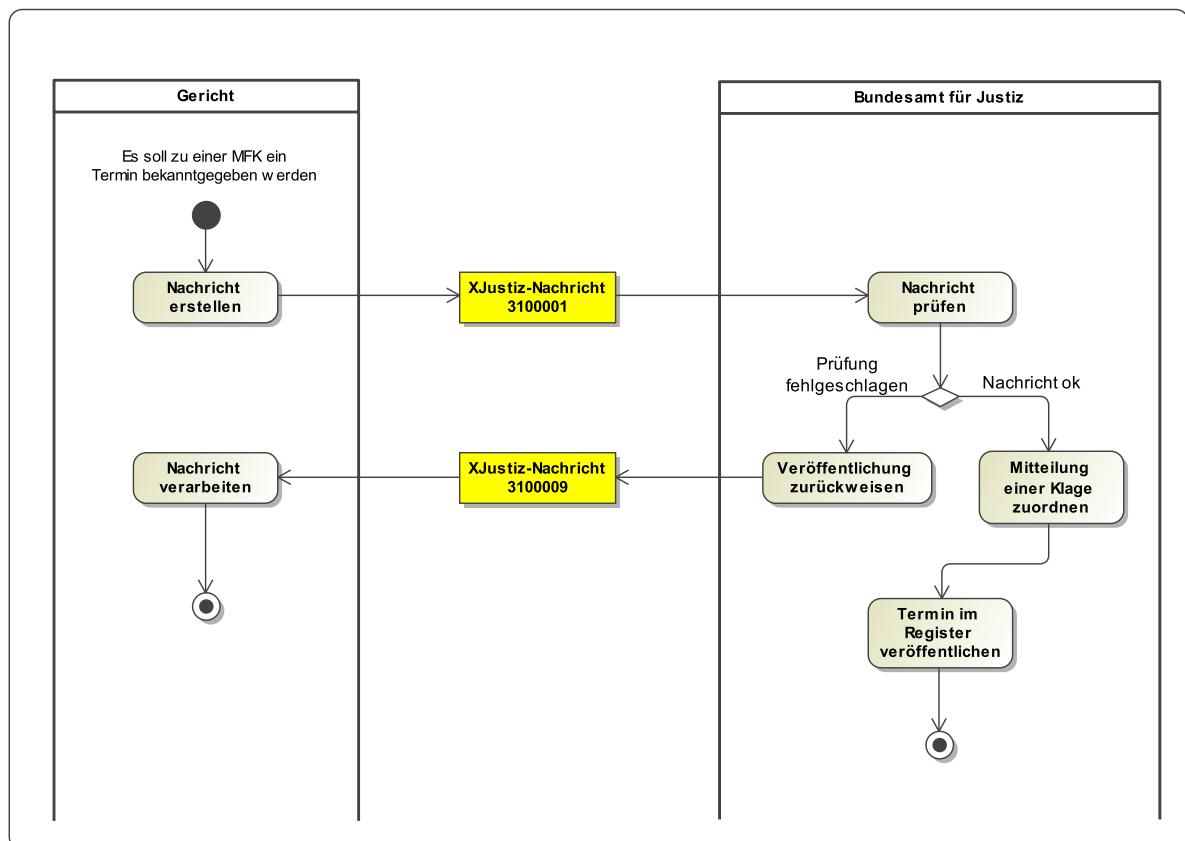 Gericht
Bundesamt für Justiz
Es soll zu einer MFK ein
Termin bekanntgegeben werden
Nachricht
erstellen
XJustiz-Nachricht
3100001
Nachricht
prüfen
Prüfung
fehlgeschlagen
Nachricht ok
Nachricht
verarbeiten
XJustiz-Nachricht
3100009
Veröffentlichung
zurückweisen
Mitteilung
einer Klage
zuordnen
Termin im
Register
veröffentlichen